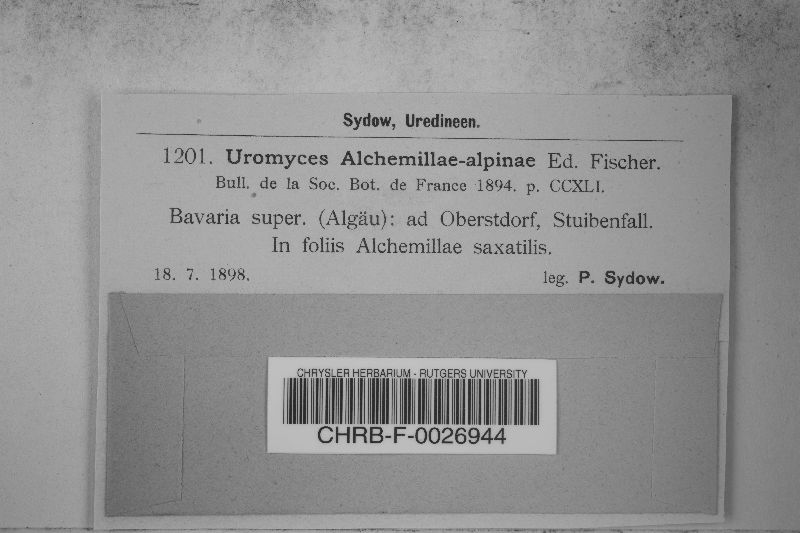 Sydow, Uredineen.
1201. Uromyces Alchemillae-alpinae Ed. Fischer.
Bull. de la Soc. Bot. de France 1894. p. CCXLI.
Bavaria super. (Algäu): ad Oberstdorf, Stuibenfall.
In foliis Alchemillae saxatilis.
18. 7. 1898. leg. P. Sydow.
CHRYSLER HERBARIUM - RUTGERS UNIVERSITY
CHRB-F-0026944